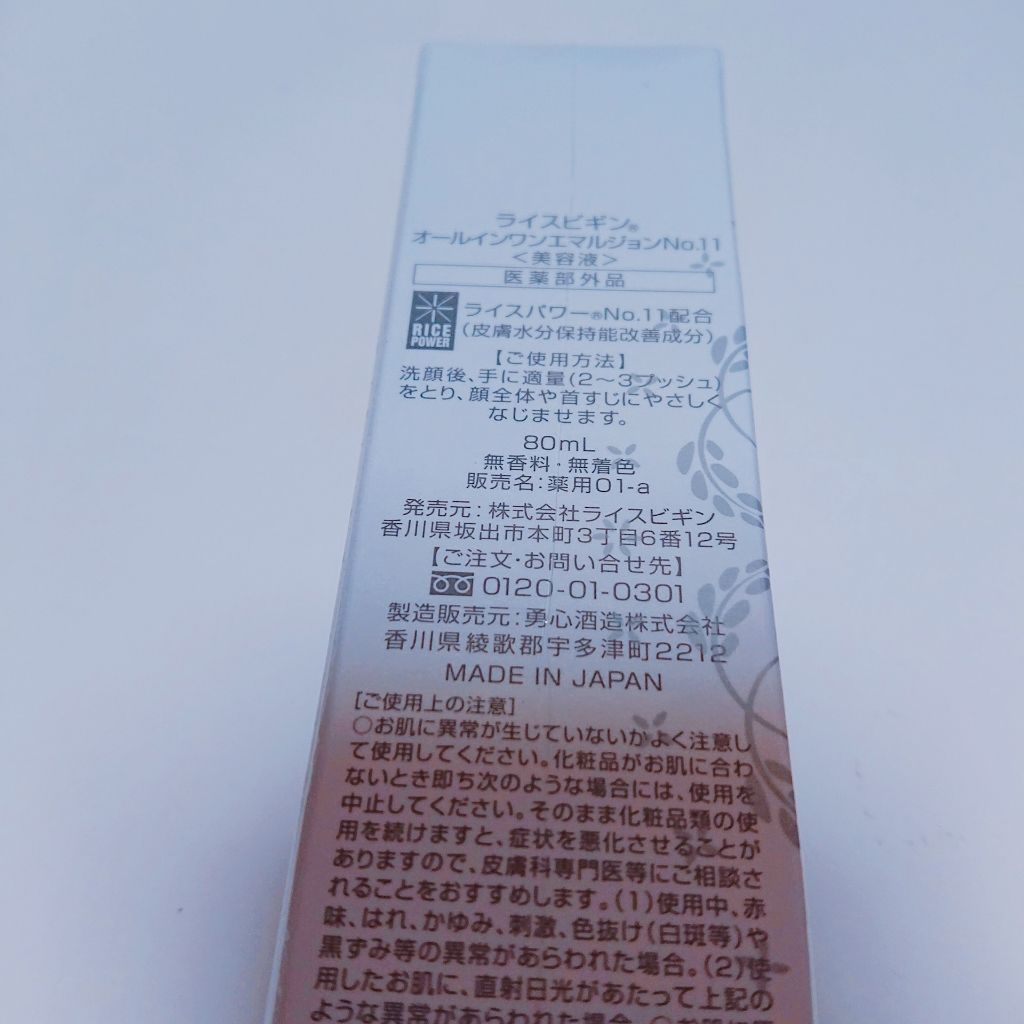 ライスビギン®
オールインワンエマルジョンNo.11
＜美容液＞
医薬部外品
RICE
POWER
ライスパワー®No.11配合
（皮膚水分保持能改善成分）
【ご使用方法】
洗顔後、手に適量（2～3プッシュ）
をとり、顔全体や首すじにやさしく
なじませます。
80mL
無香料・無着色
販売名：薬用01-a
発売元：株式会社ライスビギン
香川県坂出市本町3丁目6番12号
【ご注文・お問い合せ先】
0120-01-0301
製造販売元：勇心酒造株式会社
香川県綾歌郡宇多津町2212
MADE IN JAPAN
［ご使用上の注意］
○お肌に異常が生じていないかよく注意し
て使用してください。化粧品がお肌に合わ
ないとき即ち次のような場合には、使用を
中止してください。そのまま化粧品類の使
用を続けますと、症状を悪化させることが
ありますので、皮膚科専門医等にご相談さ
れることをおすすめします。（1）使用中、赤
味、はれ、かゆみ、刺激、色抜け（白斑等）や
黒ずみ等の異常があらわれた場合。（2）使
用したお肌に、直射日光があたって上記の
ような異常があらわれた場合。○お肌に